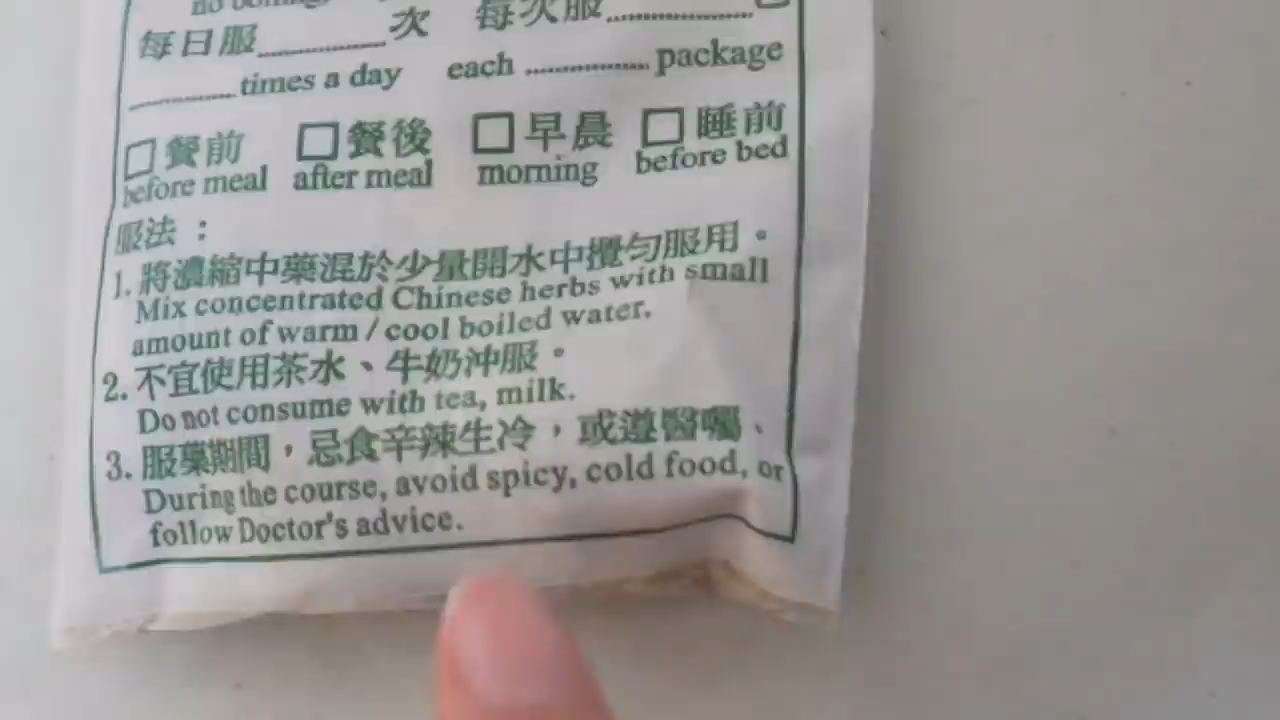 no boiling
每日服 次 每次服 包
times a day each package
餐前 餐後 早晨 睡前
before meal after meal morning before bed
服法：
1. 將濃縮中藥混於少量開水中攪勻服用。
Mix concentrated Chinese herbs with small
amount of warm / cool boiled water.
2. 不宜使用茶水、牛奶沖服。
Do not consume with tea, milk.
3. 服藥期間，忌食辛辣生冷，或遵醫囑、
During the course, avoid spicy, cold food, or
follow Doctor's advice.